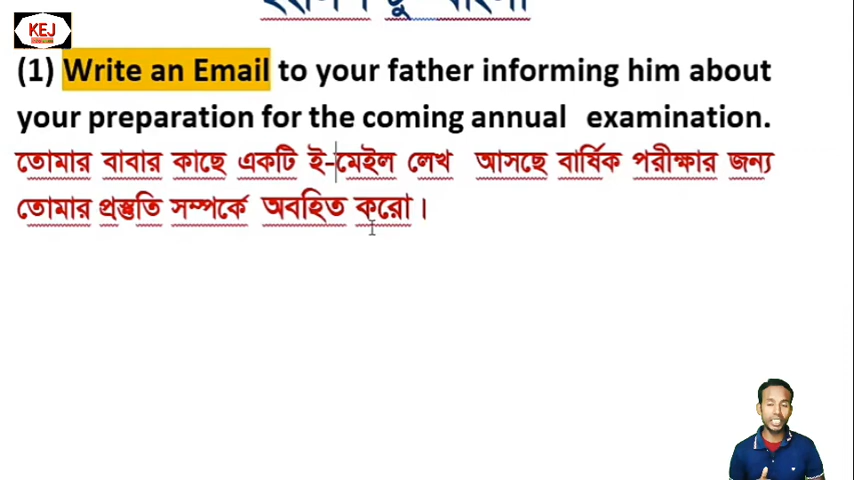 KEJ
(1) Write an Email to your father informing him about
your preparation for the coming annual examination.
তোমার বাবার কাছে একটি ই-মেইল লেখ আসছে বার্ষিক পরীক্ষার জন্য
তোমার প্রস্তুতি সম্পর্কে অবহিত করো।